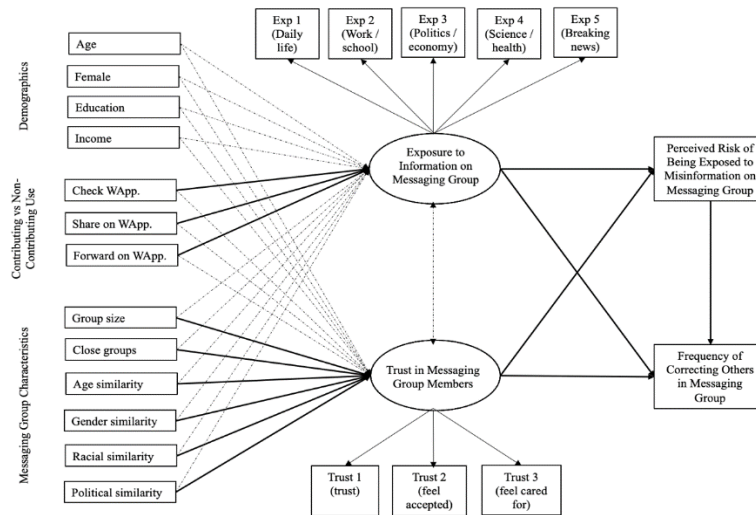 Exp 1
(Daily
life)
Exp 2
(Work /
school)
Exp 3
(Politics /
economy)
Exp 4
(Science /
health)
Exp 5
(Breaking
news)
Demographics
Age
Female
Education
Income
Exposure to
Information on
Messaging Group
Perceived Risk of
Being Exposed to
Misinformation on
Messaging Group
Contributing vs Non-
Contributing Use
Check WApp.
Share on WApp.
Forward on WApp.
Messaging Group Characteristics
Group size
Close groups
Age similarity
Gender similarity
Racial similarity
Political similarity
Trust in Messaging
Group Members
Frequency of
Correcting Others
in Messaging
Group
Trust 1
(trust)
Trust 2
(feel
accepted)
Trust 3
(feel cared
for)